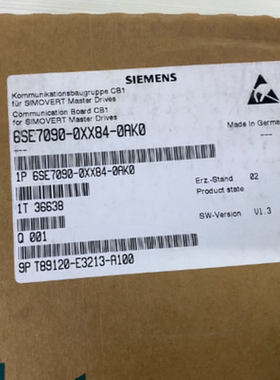 SIEMENS
Kommunikationsbaugruppe CB1
für SIMOVERT Master Drives
Communication Board CB1
for SIMOVERT Master Drives
6SE7090-0XX84-0AK0
Made in German
---
1P 6SE7090-0XX84-0AK0
Erz.-Stand 02
Product state
1T 36638
SW-Version V1.3
Q 001
9P T89120-E3213-A100